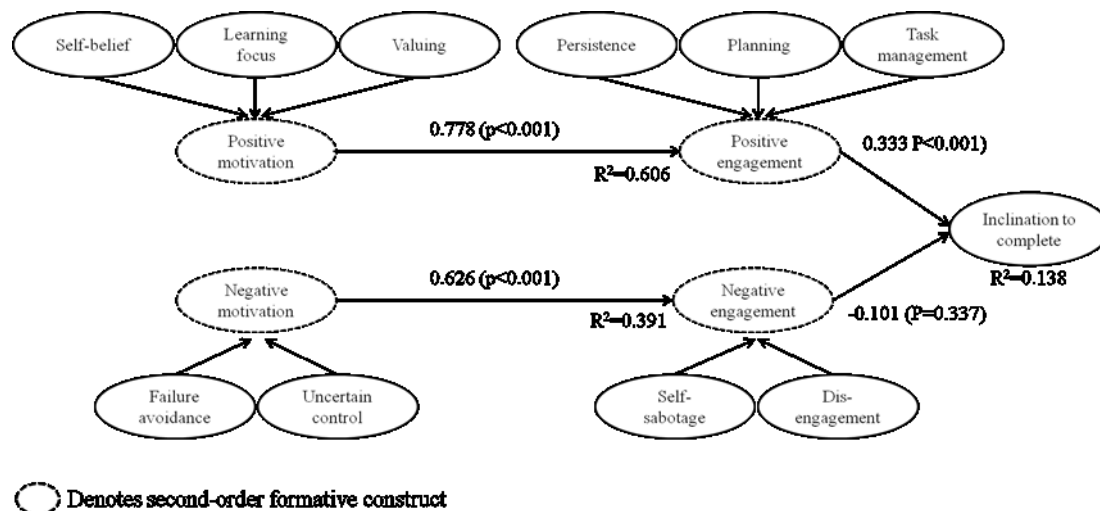 Self-belief
Learning
focus
Valuing
Persistence
Planning
Task
management
Positive
motivation
0.778 (p<0.001)
R²=0.606
Positive
engagement
0.333 P<0.001)
Inclination to
complete
R²=0.138
Negative
motivation
0.626 (p<0.001)
R²=0.391
Negative
engagement
-0.101 (P=0.337)
Failure
avoidance
Uncertain
control
Self-
sabotage
Dis-
engagement
Denotes second-order formative construct